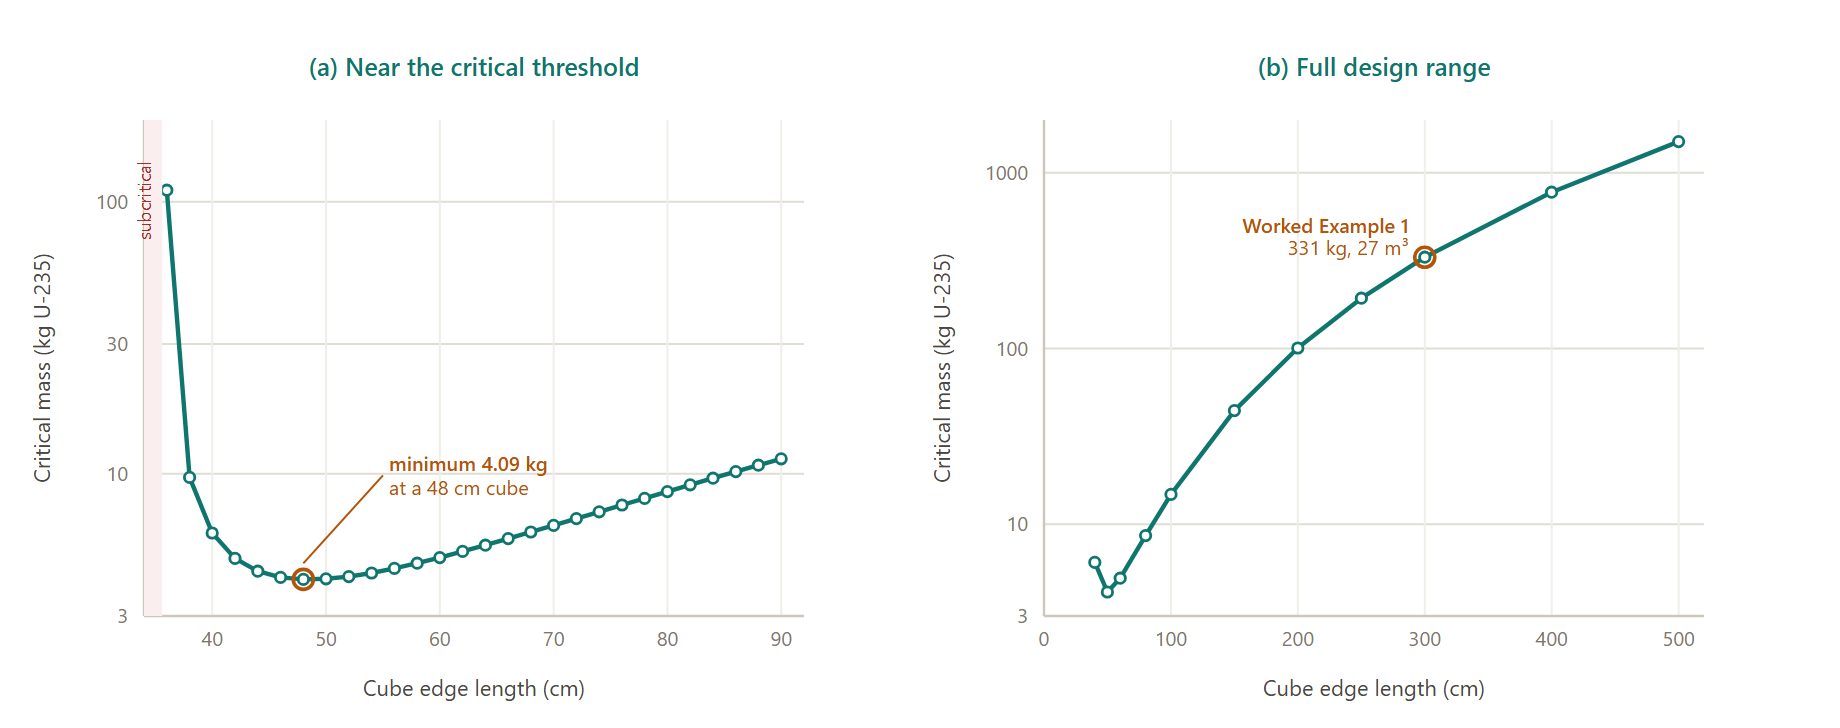 (a) Near the critical threshold
subcritical
100
30
10
3
minimum 4.09 kg
at a 48 cm cube
40 50 60 70 80 90
Cube edge length (cm)
Critical mass (kg U-235)
(b) Full design range
1000
100
10
3
Worked Example 1
331 kg, 27 m³
0 100 200 300 400 500
Cube edge length (cm)
Critical mass (kg U-235)